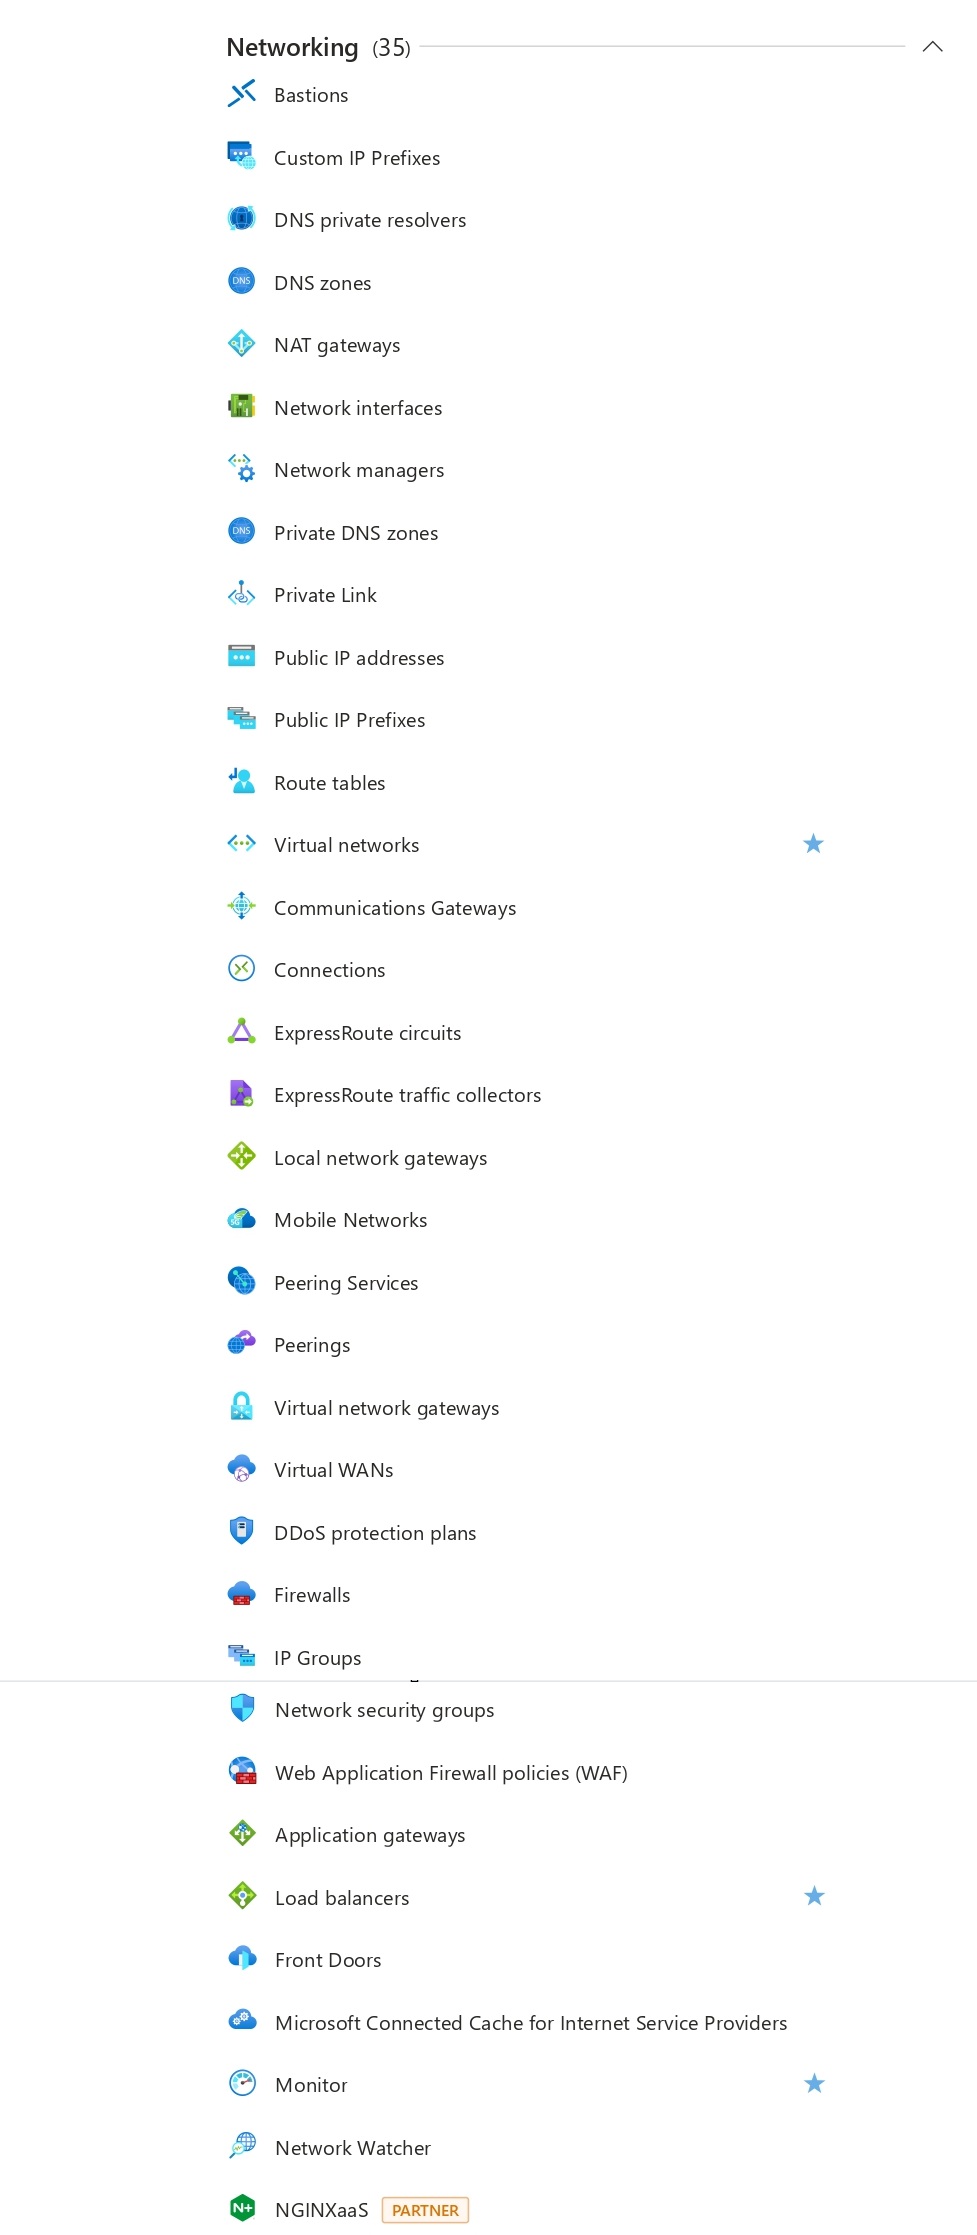 Networking (35)
Bastions
Custom IP Prefixes
DNS private resolvers
DNS DNS zones
NAT gateways
Network interfaces
Network managers
DNS Private DNS zones
Private Link
Public IP addresses
Public IP Prefixes
Route tables
Virtual networks
Communications Gateways
Connections
ExpressRoute circuits
ExpressRoute traffic collectors
Local network gateways
5G Mobile Networks
Peering Services
Peerings
Virtual network gateways
Virtual WANs
DDoS protection plans
Firewalls
IP Groups
Network security groups
Web Application Firewall policies (WAF)
Application gateways
Load balancers
Front Doors
Microsoft Connected Cache for Internet Service Providers
Monitor
Network Watcher
N+ NGINXaaS PARTNER